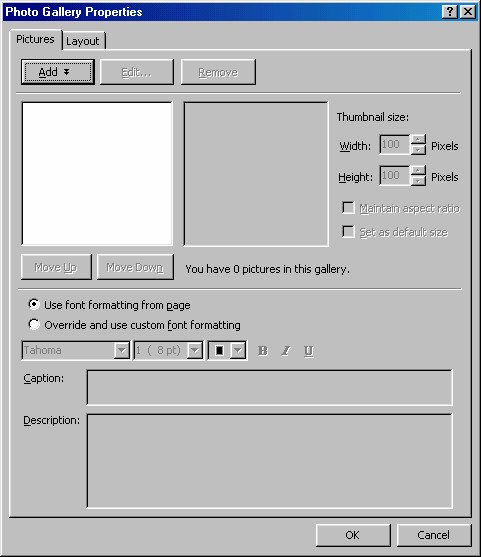 Photo Gallery Properties
Pictures Layout
Add Edit... Remove
Thumbnail size:
Width: 100 Pixels
Height: 100 Pixels
Maintain aspect ratio
Set as default size
Move Up Move Down You have 0 pictures in this gallery.
Use font formatting from page
Override and use custom font formatting
Tahoma 1 ( 8 pt) B I U
Caption:
Description:
OK Cancel